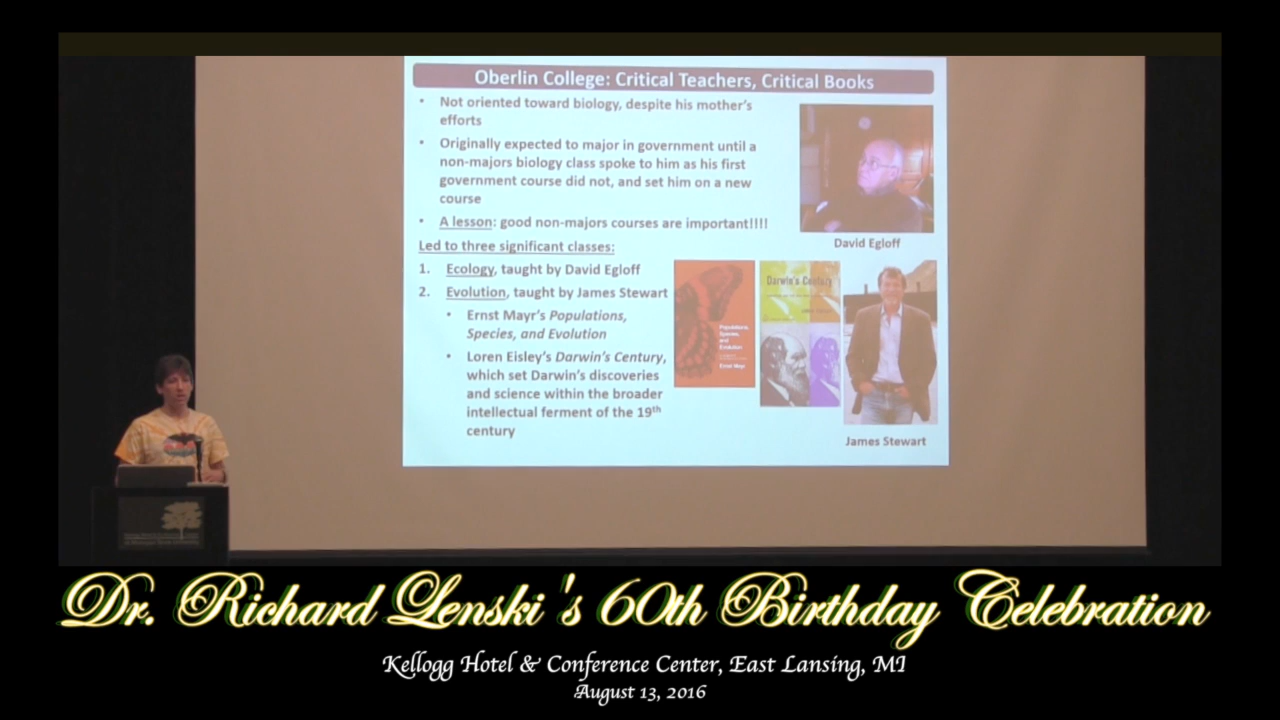 Oberlin College: Critical Teachers, Critical Books
• Not oriented toward biology, despite his mother's
efforts
• Originally expected to major in government until a
non-majors biology class spoke to him as his first
government course did not, and set him on a new
course
• A lesson: good non-majors courses are important!!!!
David Egloff
Led to three significant classes:
1. Ecology, taught by David Egloff
2. Evolution, taught by James Stewart
• Ernst Mayr's Populations,
Species, and Evolution
• Loren Eisley's Darwin's Century,
which set Darwin's discoveries
and science within the broader
intellectual ferment of the 19th
century
Populations,
Species,
and
Evolution
Ernst Mayr
Darwin's Century
James Stewart
Dr. Richard Lenski's 60th Birthday Celebration
Kellogg Hotel & Conference Center, East Lansing, MI
August 13, 2016